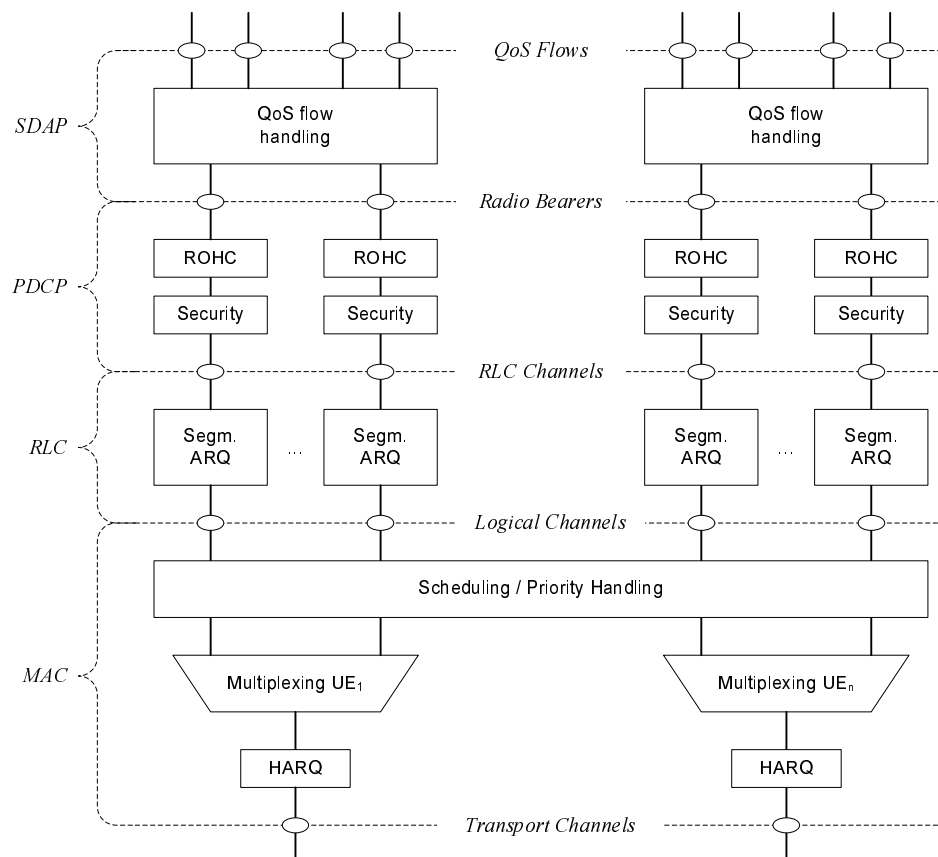 QoS Flows
QoS flow
handling
QoS flow
handling
SDAP
Radio Bearers
ROHC
ROHC
ROHC
ROHC
PDCP
Security
Security
Security
Security
RLC Channels
Segm.
ARQ
...
Segm.
ARQ
Segm.
ARQ
...
Segm.
ARQ
RLC
Logical Channels
Scheduling / Priority Handling
MAC
Multiplexing UE₁
Multiplexing UEₙ
HARQ
HARQ
Transport Channels